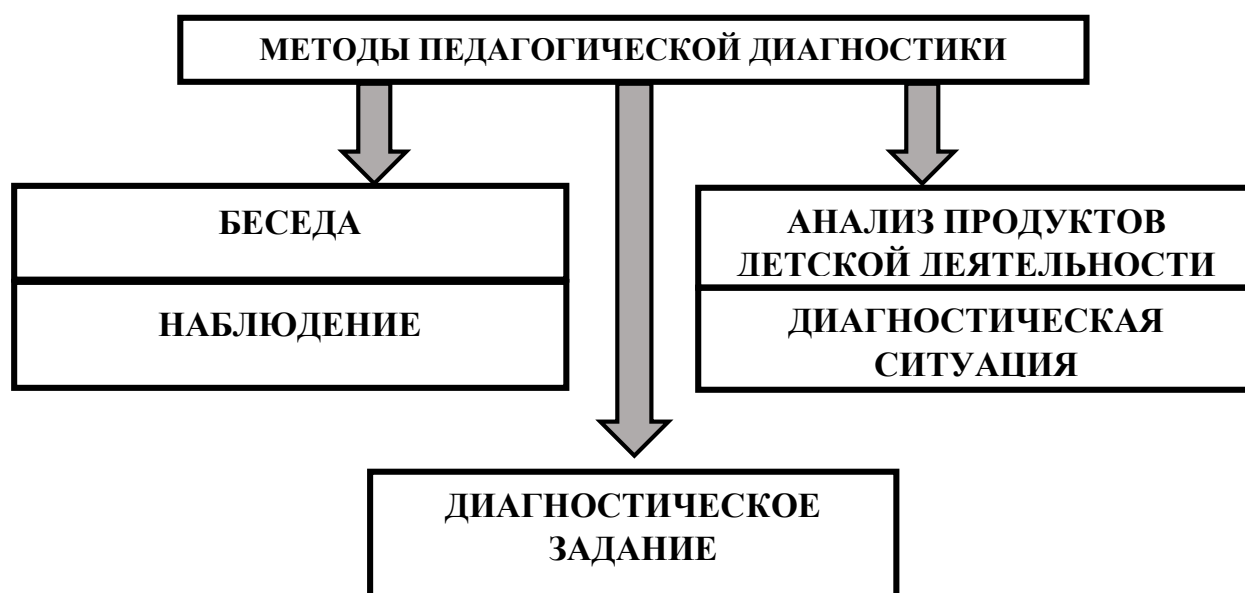 МЕТОДЫ ПЕДАГОГИЧЕСКОЙ ДИАГНОСТИКИ
БЕСЕДА
НАБЛЮДЕНИЕ
АНАЛИЗ ПРОДУКТОВ
ДЕТСКОЙ ДЕЯТЕЛЬНОСТИ
ДИАГНОСТИЧЕСКАЯ
СИТУАЦИЯ
ДИАГНОСТИЧЕСКОЕ
ЗАДАНИЕ